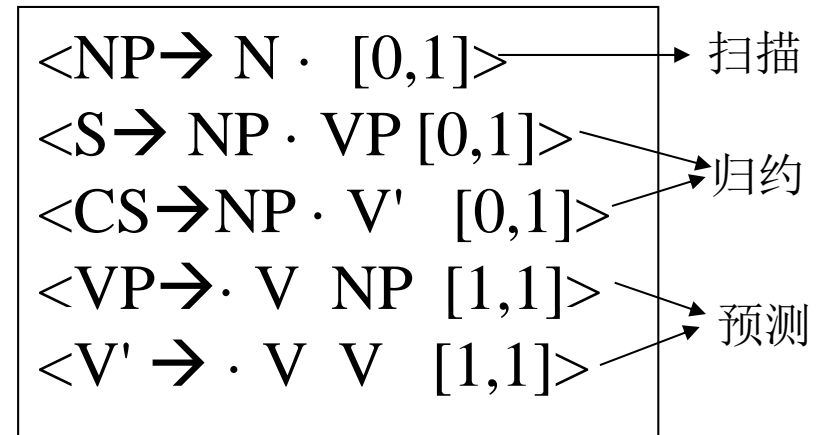 <NP→ N · [0,1]> 扫描
<S→ NP · VP [0,1]>
<CS→NP · V' [0,1]> 归约
<VP→· V NP [1,1]>
<V' → · V V [1,1]> 预测